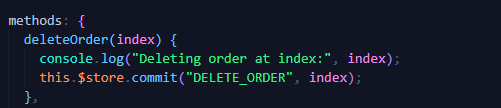 methods: {
  deleteOrder(index) {
    console.log("Deleting order at index:", index);
    this.$store.commit("DELETE_ORDER", index);
  },